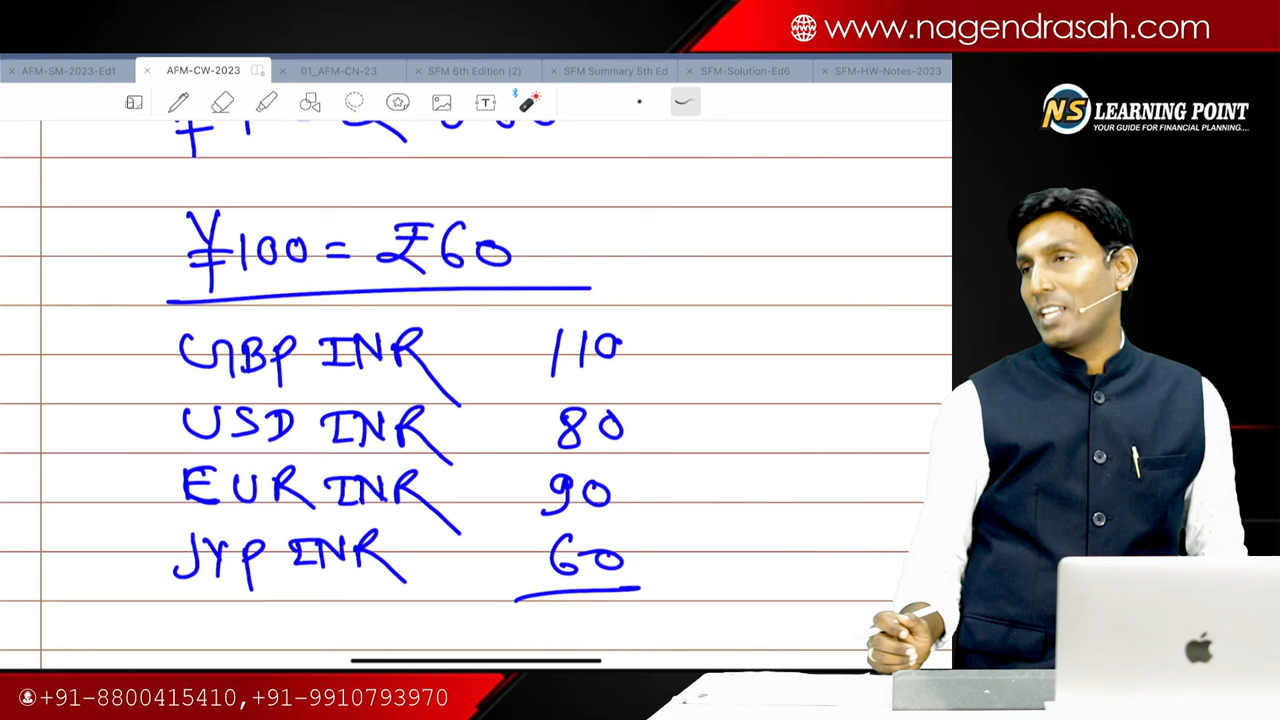 www.nagendrasah.com
AFM-SM-2023-Ed1
AFM-CW-2023
01_AFM-CN-23
SFM 6th Edition (2)
SFM Summary 5th Ed
SFM-Solution-Ed6
SFM-HW-Notes-2023
T
NS LEARNING POINT
YOUR GUIDE FOR FINANCIAL PLANNING....
¥100 = ₹60
GBP INR 110
USD INR 80
EUR INR 90
JYP INR 60
+91-8800415410,+91-9910793970